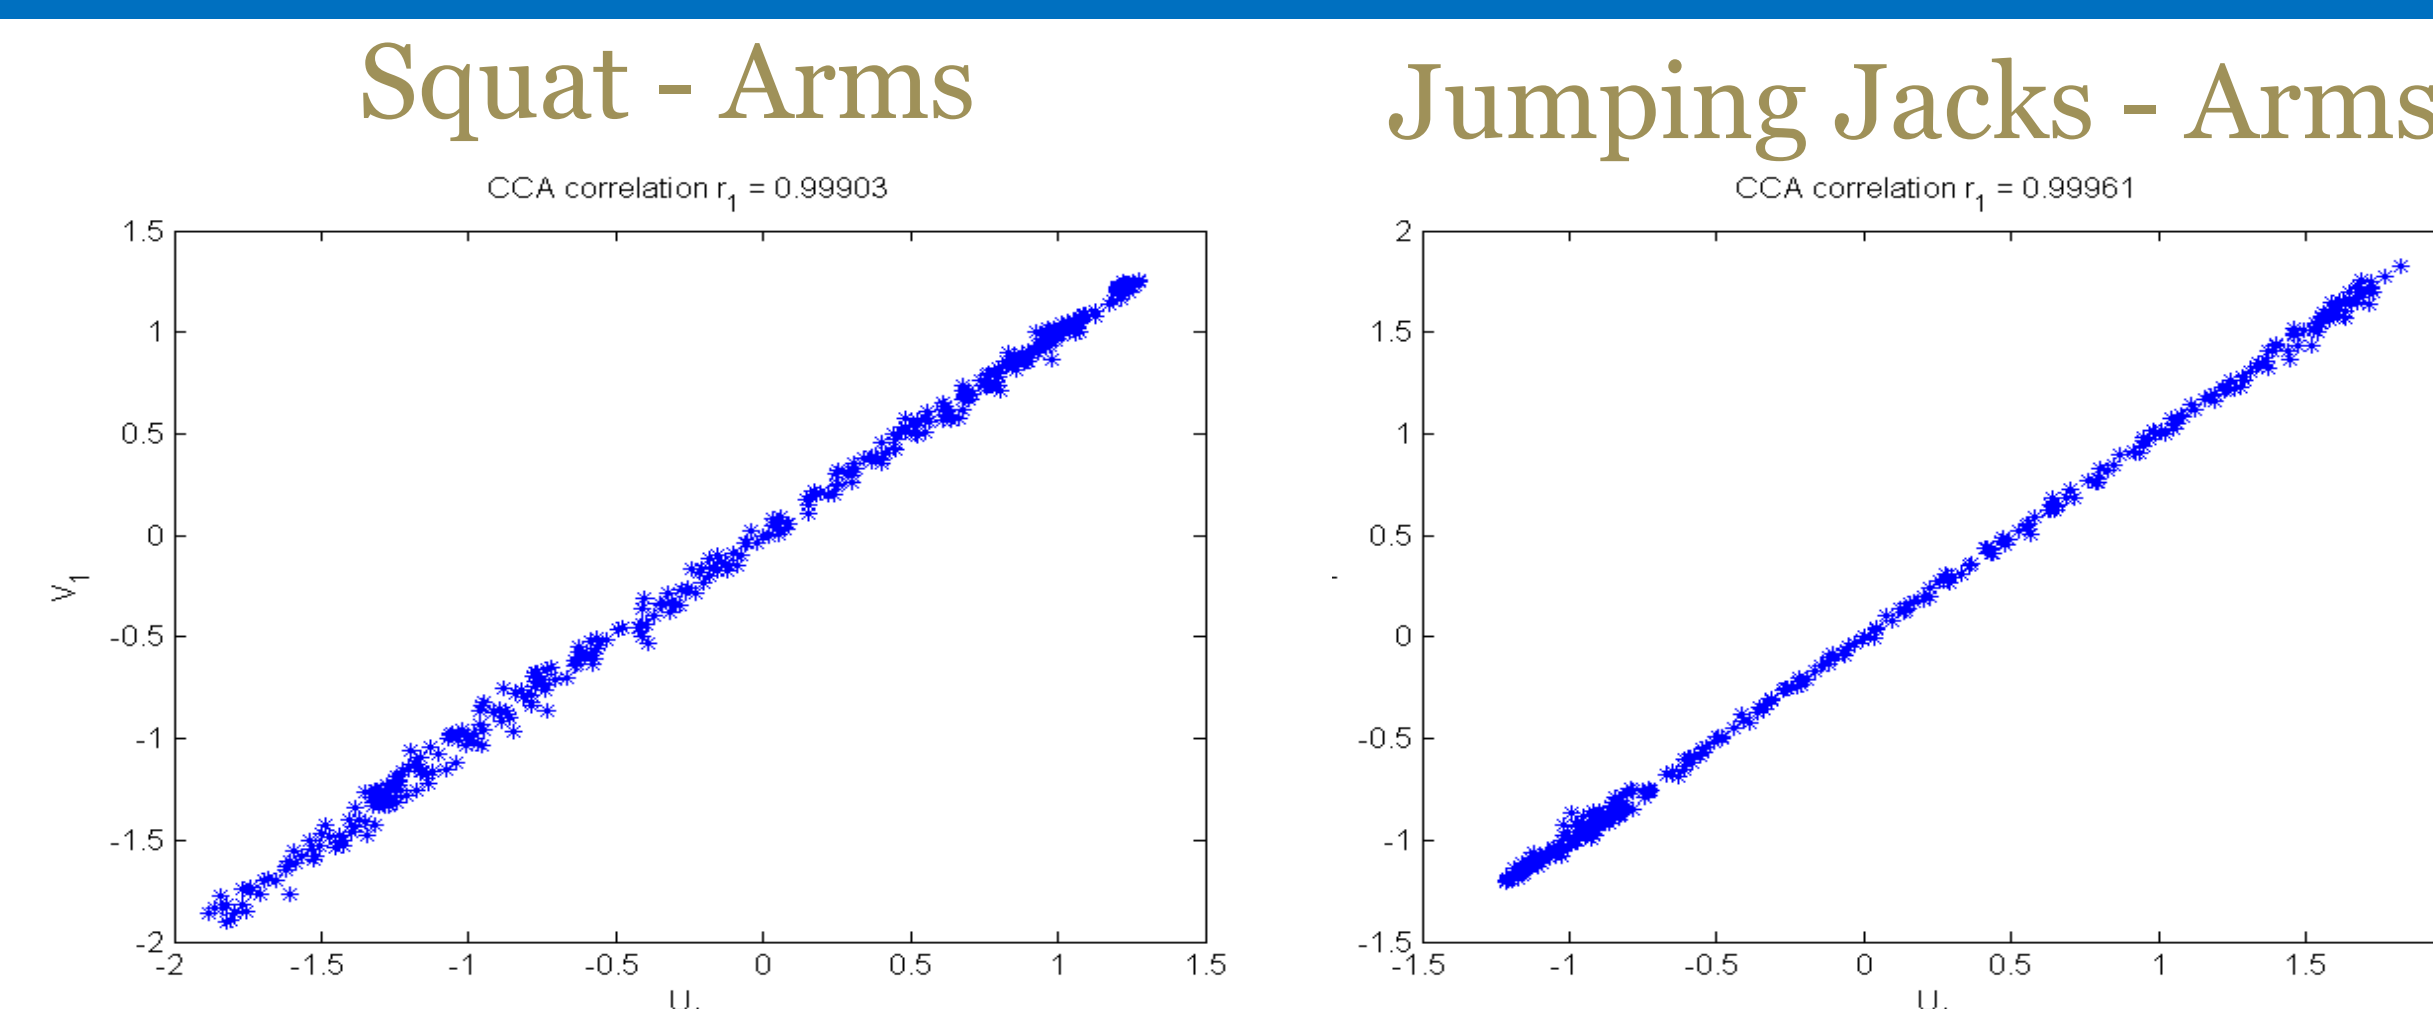 Squat - Arms
Jumping Jacks - Arms
CCA correlation r1 = 0.99903
1.5
1
0.5
0
-0.5
-1
-1.5
-2
V1
-2 -1.5 -1 -0.5 0 0.5 1 1.5
CCA correlation r1 = 0.99961
2
1.5
1
0.5
0
-0.5
-1
-1.5
-1.5 -1 -0.5 0 0.5 1 1.5